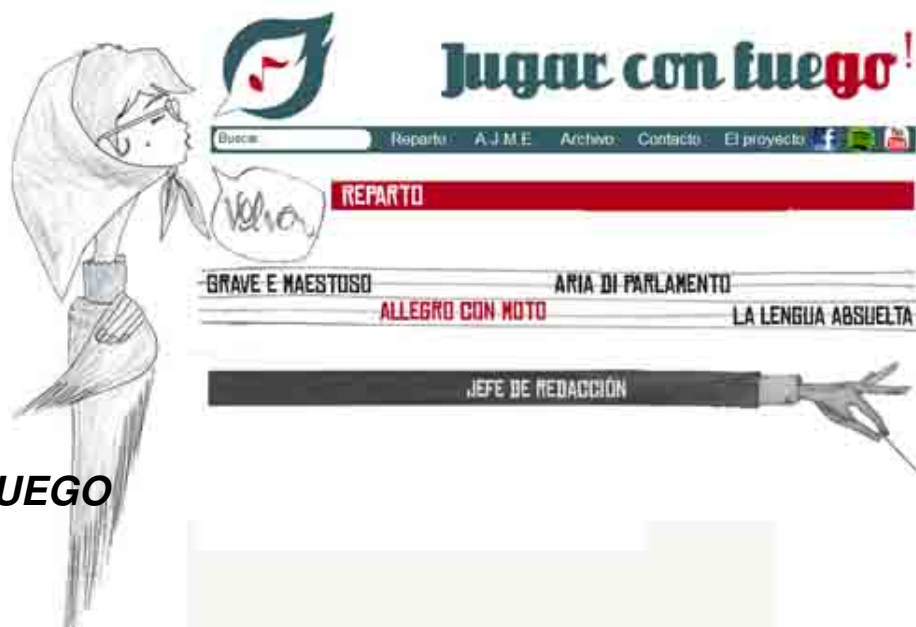 Jugar con fuego!
Buscar Reparto A.J.M.E. Archivo Contacto El proyecto
Volver
REPARTO
GRAVE E MAESTOSO ARIA DI PARLAMENTO
ALLEGRO CON MOTO LA LENGUA ABSUELTA
JEFE DE REDACCIÓN
UEGO